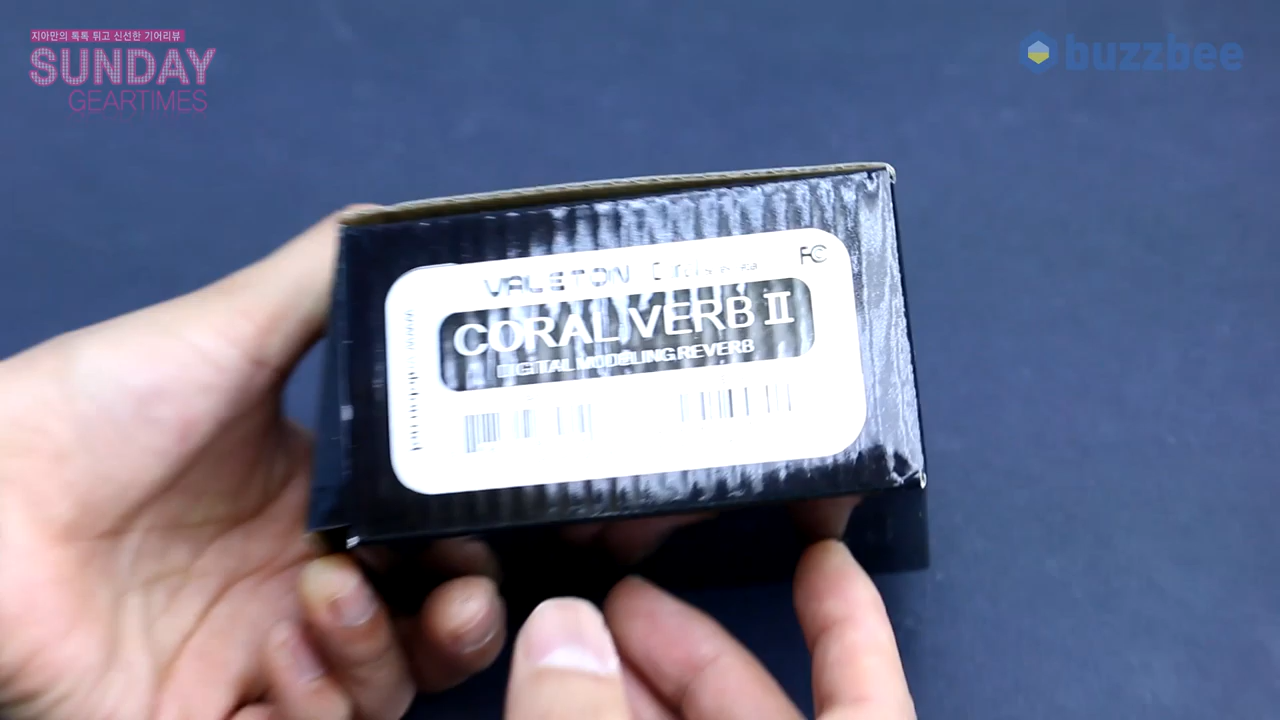 지아만의 톡톡 튀고 신선한 기어리뷰
SUNDAY
GEARTIMES
buzzbee
VALETON
FC
CORAL VERB II
DIGITAL MODELING REVERB